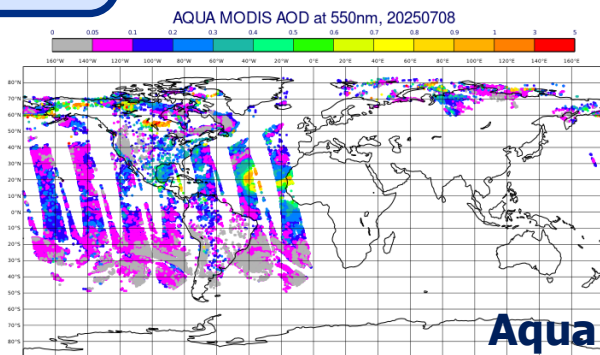 AQUA MODIS AOD at 550nm, 20250708
0 0.05 0.1 0.2 0.3 0.4 0.5 0.6 0.7 0.8 0.9 1 3 5
160°W 140°W 120°W 100°W 80°W 60°W 40°W 20°W 0°E 20°E 40°E 60°E 80°E 100°E 120°E 140°E 160°E
80°N
70°N
60°N
50°N
40°N
30°N
20°N
10°N
0°N
10°S
20°S
30°S
40°S
50°S
60°S
70°S
80°S
Aqua